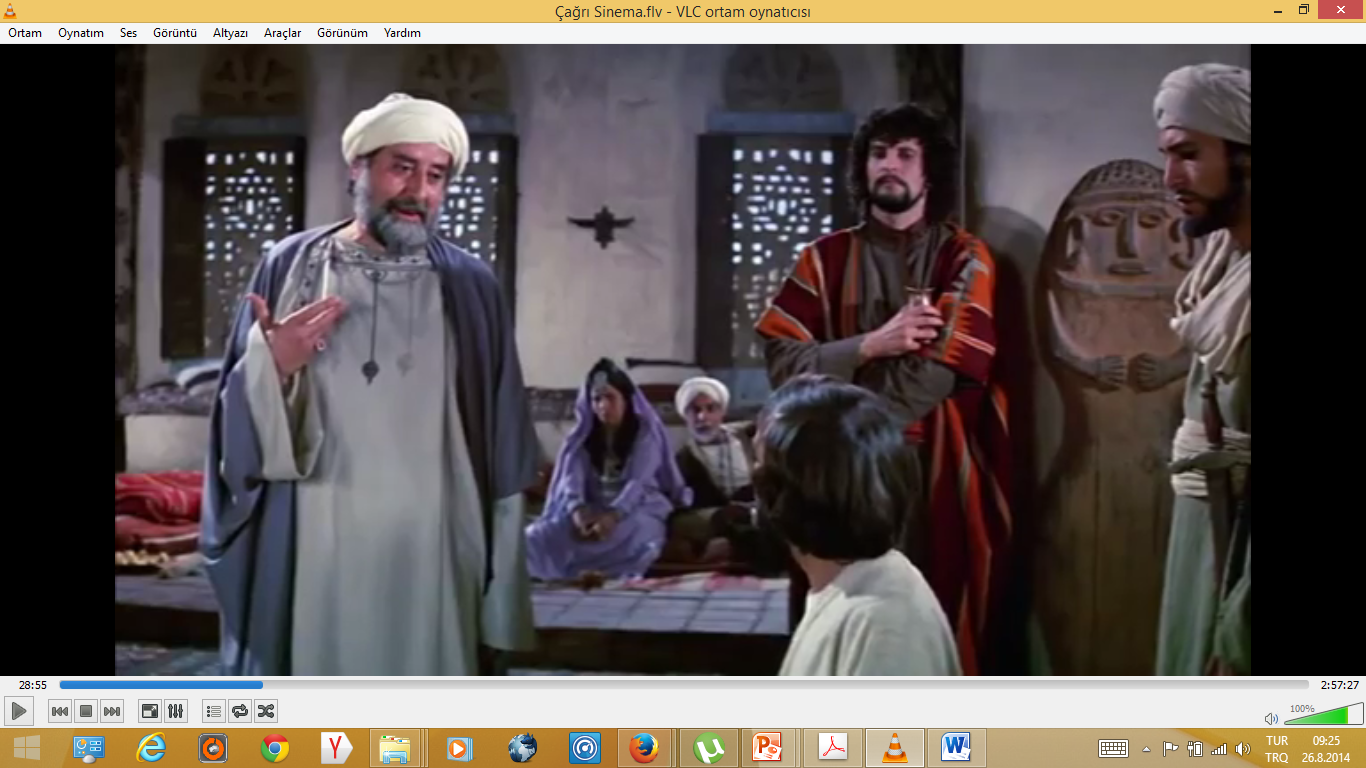 Çağrı Sinema.flv - VLC ortam oynatıcısı
Ortam Oynatım Ses Görüntü Altyazı Araçlar Görünüm Yardım
28:55 2:57:27
100%
TUR 09:25
TRQ 26.8.2014